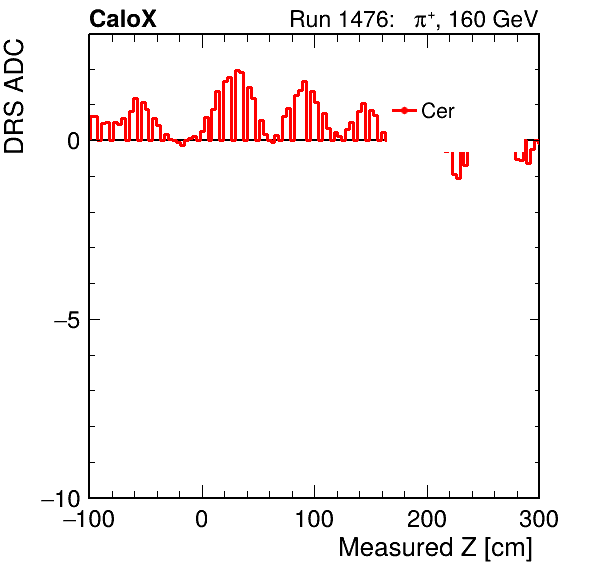 CaloX Run 1476: π+, 160 GeV
DRS ADC
Cer
0
−5
−10
−100 0 100 200 300
Measured Z [cm]